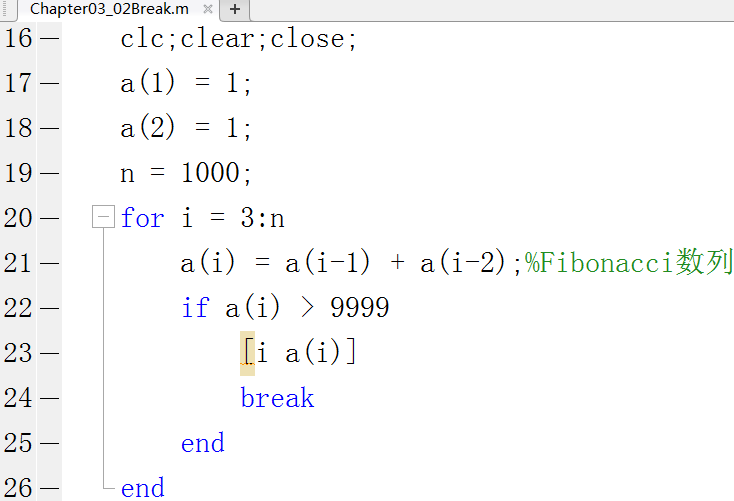 Chapter03_02Break.m × +
16 — clc;clear;close;
17 — a(1) = 1;
18 — a(2) = 1;
19 — n = 1000;
20 — for i = 3:n
21 — a(i) = a(i-1) + a(i-2);%Fibonacci数列
22 — if a(i) > 9999
23 — [i a(i)]
24 — break
25 — end
26 — end